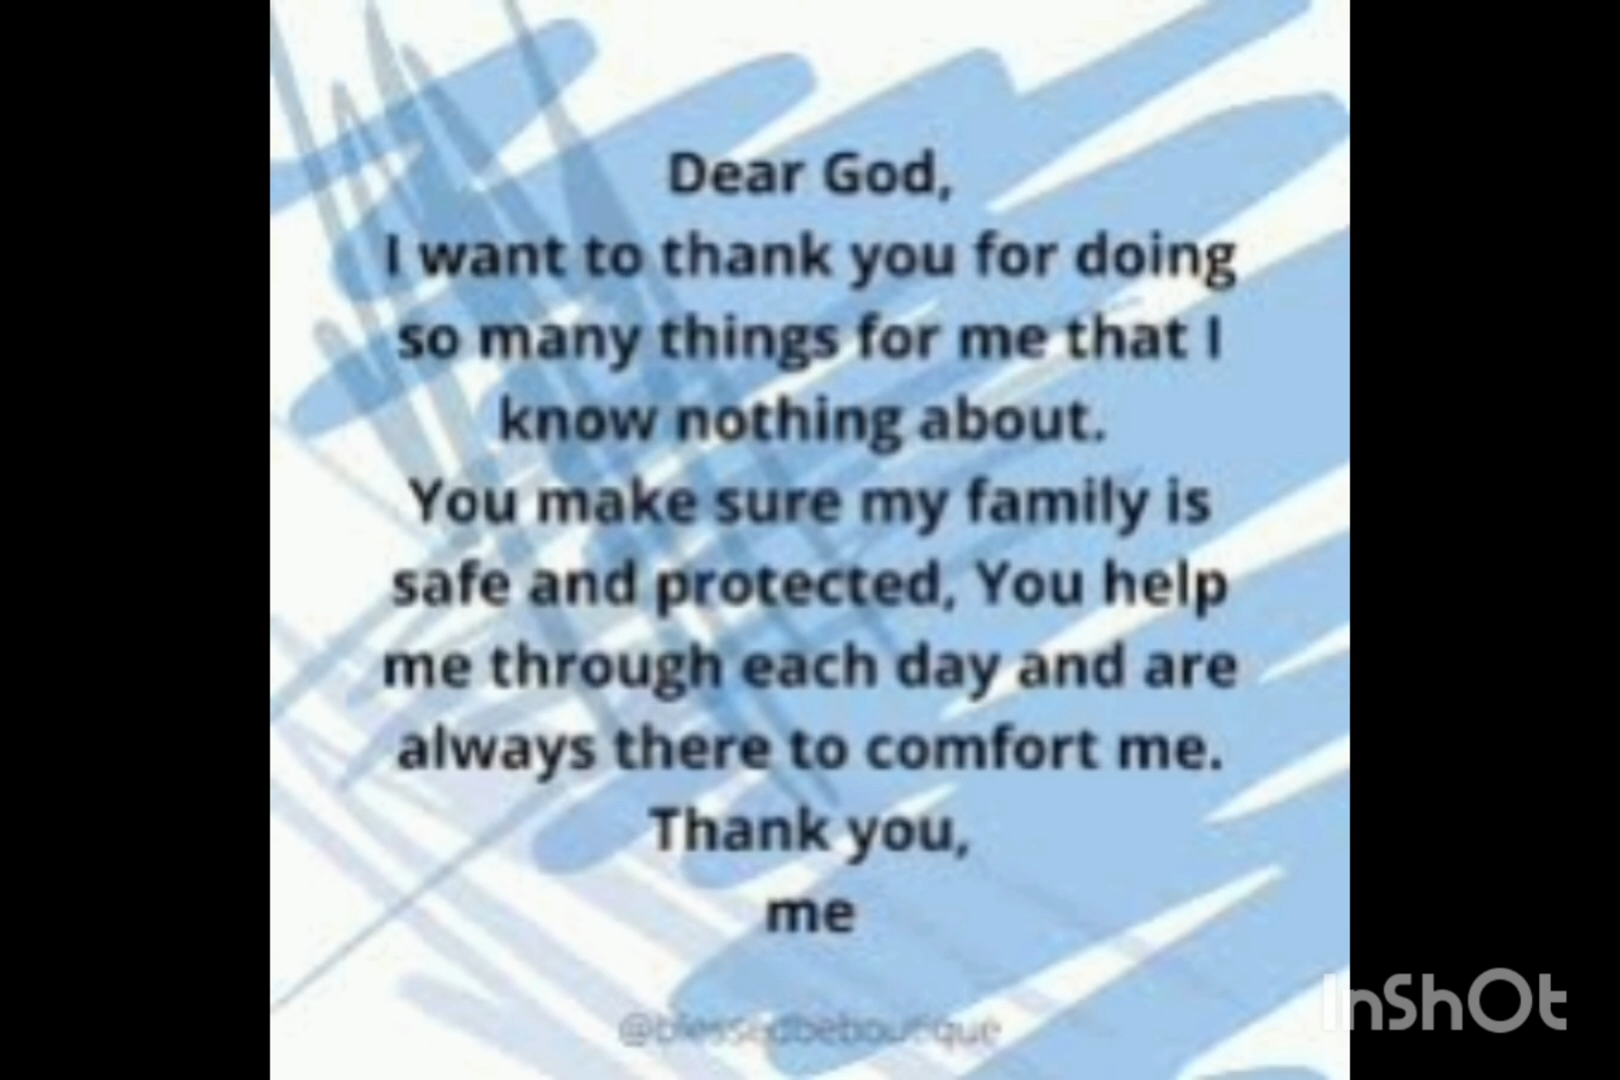 Dear God,
I want to thank you for doing
so many things for me that I
know nothing about.
You make sure my family is
safe and protected, You help
me through each day and are
always there to comfort me.
Thank you,
me
@blessedbeboutique
InShOt